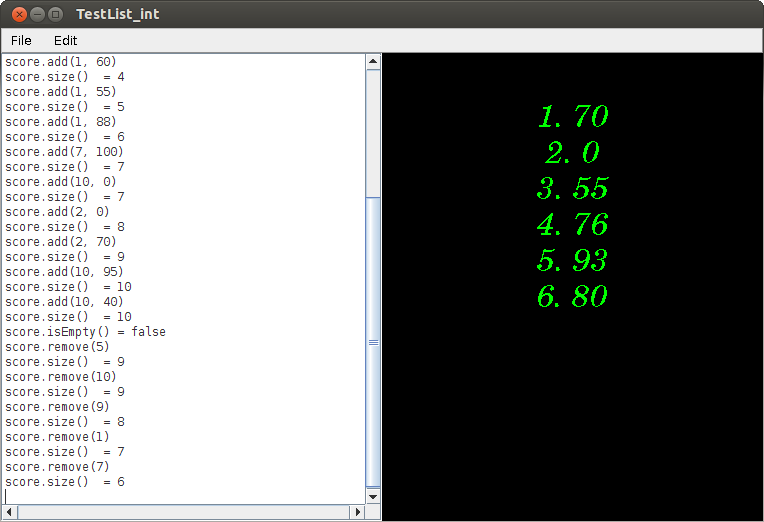 TestList_int
File Edit
score.add(1, 60)
score.size()  = 4
score.add(1, 55)
score.size()  = 5
score.add(1, 88)
score.size()  = 6
score.add(7, 100)
score.size()  = 7
score.add(10, 0)
score.size()  = 7
score.add(2, 0)
score.size()  = 8
score.add(2, 70)
score.size()  = 9
score.add(10, 95)
score.size()  = 10
score.add(10, 40)
score.size()  = 10
score.isEmpty() = false
score.remove(5)
score.size()  = 9
score.remove(10)
score.size()  = 9
score.remove(9)
score.size()  = 8
score.remove(1)
score.size()  = 7
score.remove(7)
score.size()  = 6
1. 70
2. 0
3. 55
4. 76
5. 93
6. 80